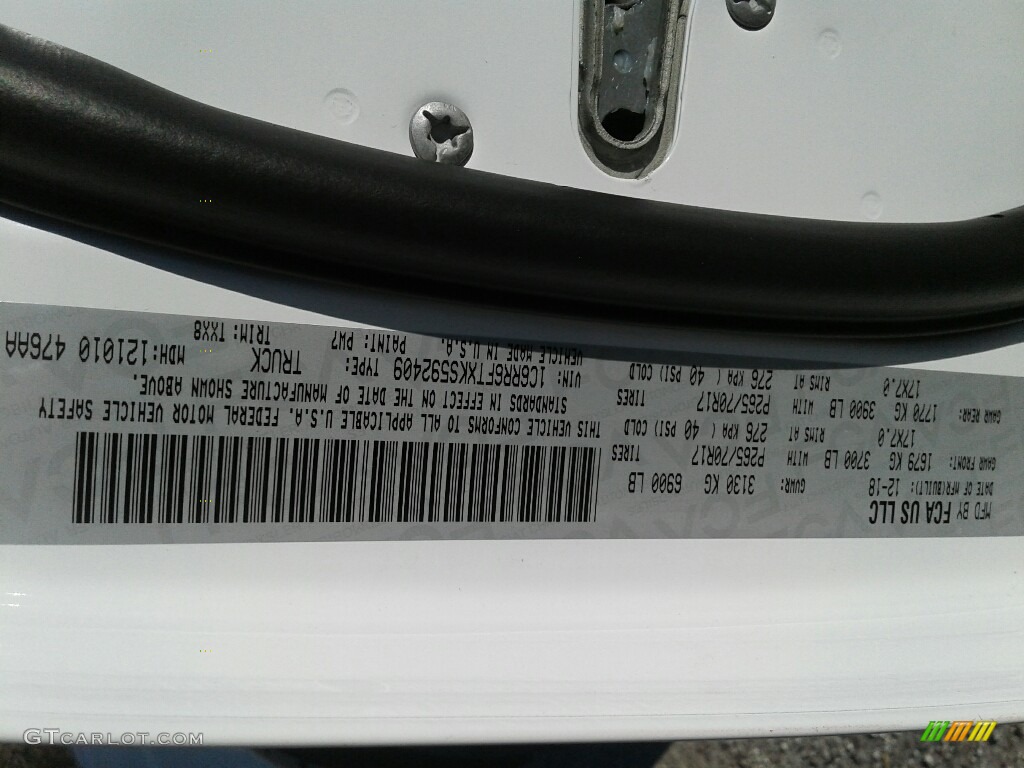 MFD BY FCA US LLC
DATE OF MFR(BUILT): 12-18 GVWR: 3130 KG 6900 LB
GAWR FRONT: 1679 KG 3700 LB WITH P265/70R17 TIRES
17X7.0 RIMS AT 276 KPA ( 40 PSI) COLD
GAWR REAR: 1770 KG 3900 LB WITH P265/70R17 TIRES
17X7.0 RIMS AT 276 KPA ( 40 PSI) COLD
THIS VEHICLE CONFORMS TO ALL APPLICABLE U.S.A. FEDERAL MOTOR VEHICLE SAFETY
STANDARDS IN EFFECT ON THE DATE OF MANUFACTURE SHOWN ABOVE.
VIN: 1C6RR6FTXKS592409 TYPE: TRUCK MDH:121010 476AA
VEHICLE MADE IN U.S.A. PAINT: PW7 TRIM: TXX8
GTCARLOT.COM